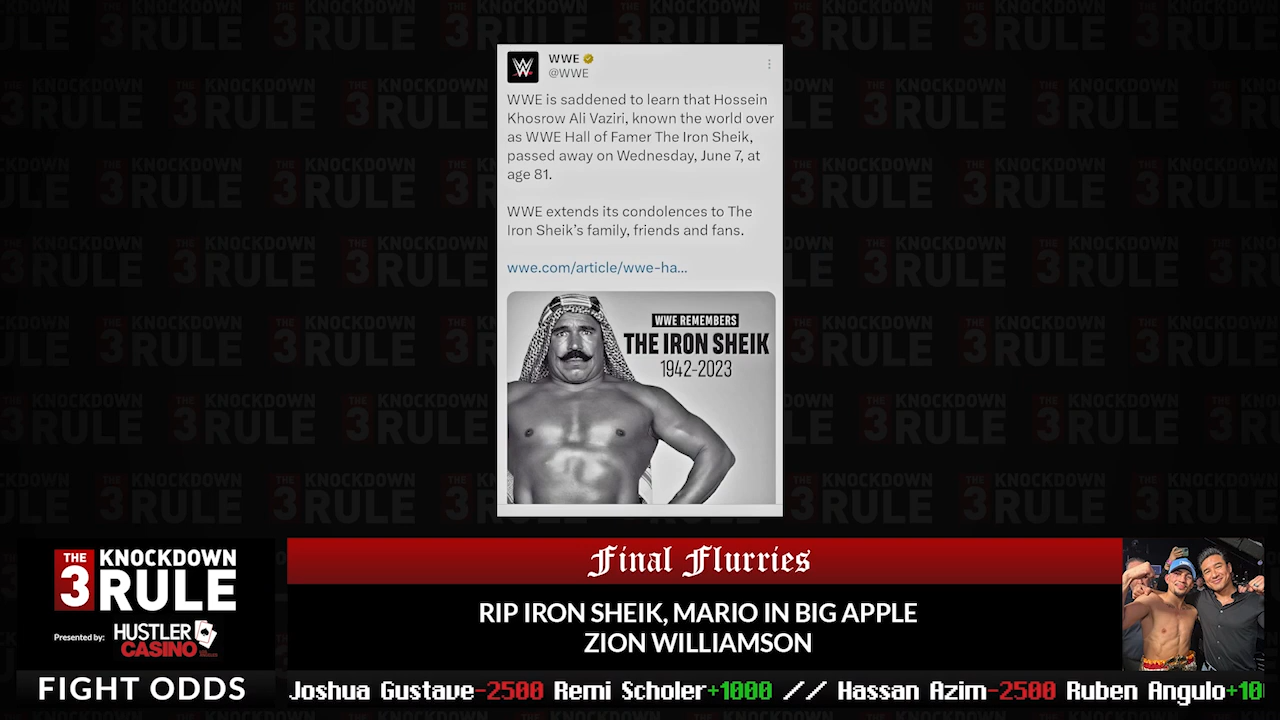 WWE
@WWE
WWE is saddened to learn that Hossein
Khosrow Ali Vaziri, known the world over
as WWE Hall of Famer The Iron Sheik,
passed away on Wednesday, June 7, at
age 81.
WWE extends its condolences to The
Iron Sheik's family, friends and fans.
wwe.com/article/wwe-ha...
WWE REMEMBERS
THE IRON SHEIK
1942-2023
THE 3 KNOCKDOWN
RULE
Presented by: HUSTLER
CASINO
Final Flurries
RIP IRON SHEIK, MARIO IN BIG APPLE
ZION WILLIAMSON
FIGHT ODDS
Joshua Gustave-2500 Remi Scholer+1000 // Hassan Azim-2500 Ruben Angulo+10